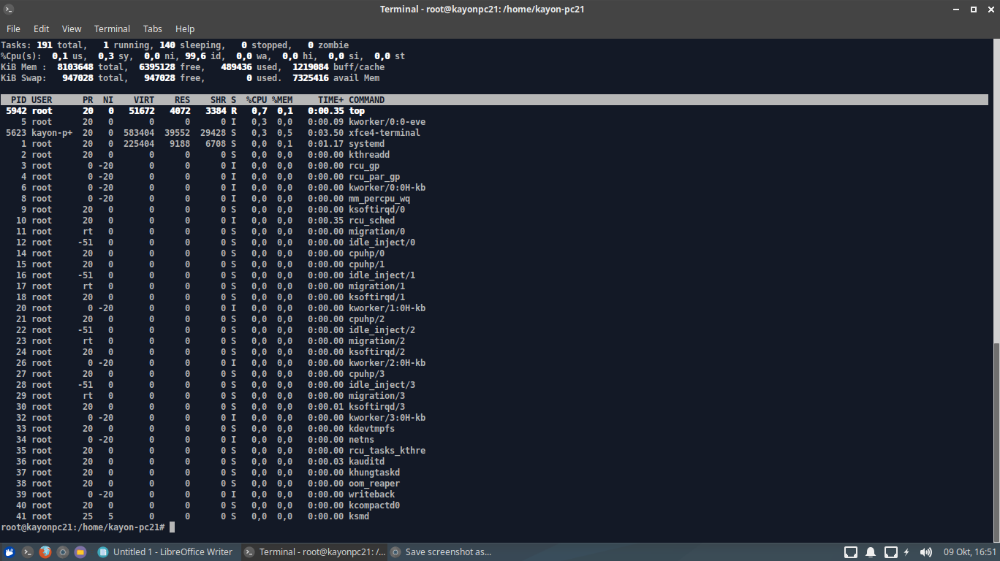 Terminal - root@kayonpc21: /home/kayon-pc21
File Edit View Terminal Tabs Help
Tasks: 191 total,   1 running, 140 sleeping,   0 stopped,   0 zombie
%Cpu(s):  0,1 us,  0,3 sy,  0,0 ni, 99,6 id,  0,0 wa,  0,0 hi,  0,0 si,  0,0 st
KiB Mem :  8103648 total,  6395128 free,   489436 used,  1219084 buff/cache
KiB Swap:   947028 total,   947028 free,        0 used.  7325416 avail Mem
PID USER      PR  NI    VIRT    RES    SHR S  %CPU %MEM     TIME+ COMMAND
5942 root      20   0   51672   4072   3384 R   0,7  0,1   0:00.35 top
5 root      20   0       0      0      0 I   0,3  0,0   0:00.09 kworker/0:0-eve
5623 kayon-p+  20   0  583404  39552  29428 S   0,3  0,5   0:03.50 xfce4-terminal
1 root      20   0  225404   9188   6708 S   0,0  0,1   0:01.17 systemd
2 root      20   0       0      0      0 S   0,0  0,0   0:00.00 kthreadd
3 root       0 -20       0      0      0 I   0,0  0,0   0:00.00 rcu_gp
4 root       0 -20       0      0      0 I   0,0  0,0   0:00.00 rcu_par_gp
6 root       0 -20       0      0      0 I   0,0  0,0   0:00.00 kworker/0:0H-kb
8 root       0 -20       0      0      0 I   0,0  0,0   0:00.00 mm_percpu_wq
9 root      20   0       0      0      0 S   0,0  0,0   0:00.00 ksoftirqd/0
10 root      20   0       0      0      0 I   0,0  0,0   0:00.35 rcu_sched
11 root      rt   0       0      0      0 S   0,0  0,0   0:00.00 migration/0
12 root     -51   0       0      0      0 S   0,0  0,0   0:00.00 idle_inject/0
14 root      20   0       0      0      0 S   0,0  0,0   0:00.00 cpuhp/0
15 root      20   0       0      0      0 S   0,0  0,0   0:00.00 cpuhp/1
16 root     -51   0       0      0      0 S   0,0  0,0   0:00.00 idle_inject/1
17 root      rt   0       0      0      0 S   0,0  0,0   0:00.00 migration/1
18 root      20   0       0      0      0 S   0,0  0,0   0:00.00 ksoftirqd/1
20 root       0 -20       0      0      0 I   0,0  0,0   0:00.00 kworker/1:0H-kb
21 root      20   0       0      0      0 S   0,0  0,0   0:00.00 cpuhp/2
22 root     -51   0       0      0      0 S   0,0  0,0   0:00.00 idle_inject/2
23 root      rt   0       0      0      0 S   0,0  0,0   0:00.00 migration/2
24 root      20   0       0      0      0 S   0,0  0,0   0:00.00 ksoftirqd/2
26 root       0 -20       0      0      0 I   0,0  0,0   0:00.00 kworker/2:0H-kb
27 root      20   0       0      0      0 S   0,0  0,0   0:00.00 cpuhp/3
28 root     -51   0       0      0      0 S   0,0  0,0   0:00.00 idle_inject/3
29 root      rt   0       0      0      0 S   0,0  0,0   0:00.00 migration/3
30 root      20   0       0      0      0 S   0,0  0,0   0:00.01 ksoftirqd/3
32 root       0 -20       0      0      0 I   0,0  0,0   0:00.00 kworker/3:0H-kb
33 root      20   0       0      0      0 S   0,0  0,0   0:00.00 kdevtmpfs
34 root       0 -20       0      0      0 I   0,0  0,0   0:00.00 netns
35 root      20   0       0      0      0 S   0,0  0,0   0:00.00 rcu_tasks_kthre
36 root      20   0       0      0      0 S   0,0  0,0   0:00.03 kauditd
37 root      20   0       0      0      0 S   0,0  0,0   0:00.00 khungtaskd
38 root      20   0       0      0      0 S   0,0  0,0   0:00.00 oom_reaper
39 root       0 -20       0      0      0 I   0,0  0,0   0:00.00 writeback
40 root      20   0       0      0      0 S   0,0  0,0   0:00.00 kcompactd0
41 root      25   5       0      0      0 S   0,0  0,0   0:00.00 ksmd
root@kayonpc21:/home/kayon-pc21#
Untitled 1 - LibreOffice Writer Terminal - root@kayonpc21: /... Save screenshot as... 09 Okt, 16:51